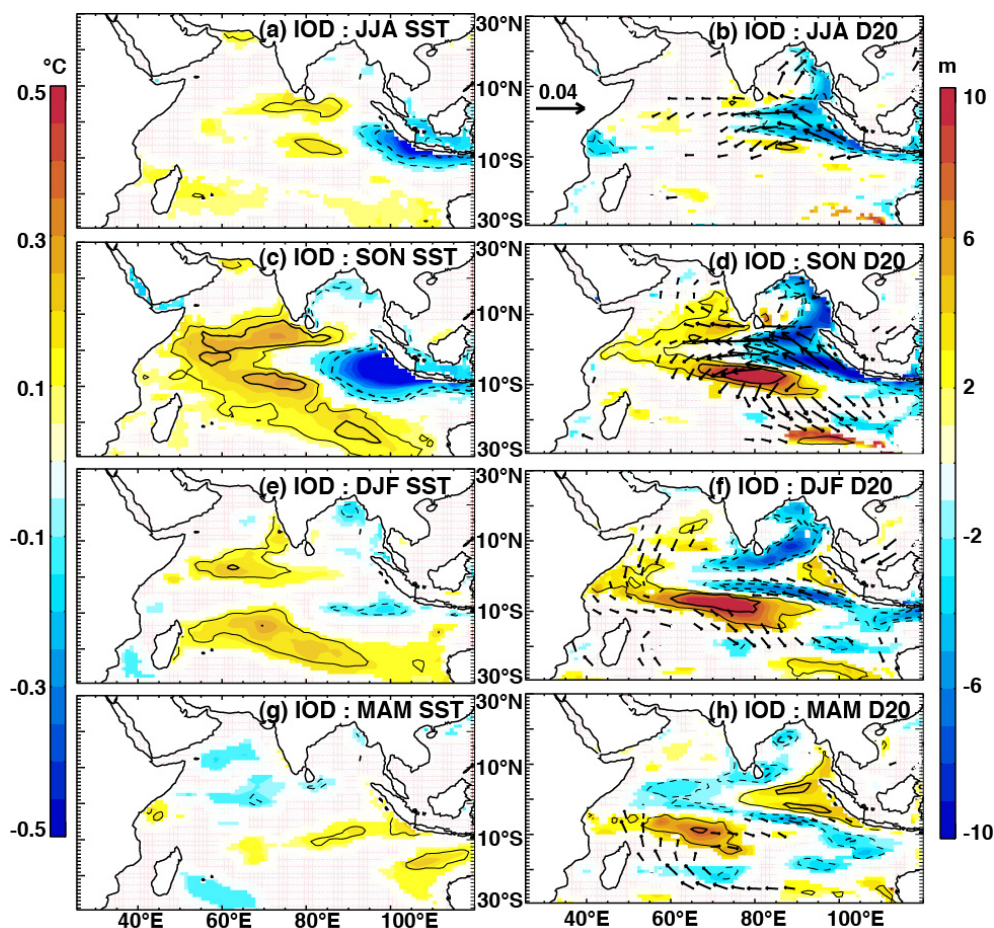 (a) IOD : JJA SST
(b) IOD : JJA D20
30°N
°C
m
0.5
10°N
0.04
10
10°S
30°S
(c) IOD : SON SST
(d) IOD : SON D20
30°N
0.3
6
10°N
0.1
10°S
2
30°S
(e) IOD : DJF SST
(f) IOD : DJF D20
30°N
-0.1
-2
10°N
10°S
-0.3
-6
30°S
(g) IOD : MAM SST
(h) IOD : MAM D20
30°N
10°N
-0.5
10°S
-10
30°S
40°E 60°E 80°E 100°E
40°E 60°E 80°E 100°E